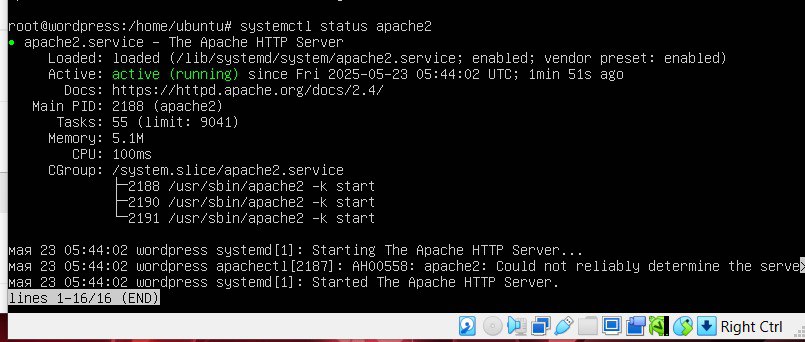 root@wordpress:/home/ubuntu# systemctl status apache2
● apache2.service - The Apache HTTP Server
     Loaded: loaded (/lib/systemd/system/apache2.service; enabled; vendor preset: enabled)
     Active: active (running) since Fri 2025-05-23 05:44:02 UTC; 1min 51s ago
       Docs: https://httpd.apache.org/docs/2.4/
   Main PID: 2188 (apache2)
      Tasks: 55 (limit: 9041)
     Memory: 5.1M
        CPU: 100ms
     CGroup: /system.slice/apache2.service
             ├─2188 /usr/sbin/apache2 -k start
             ├─2190 /usr/sbin/apache2 -k start
             └─2191 /usr/sbin/apache2 -k start

мая 23 05:44:02 wordpress systemd[1]: Starting The Apache HTTP Server...
мая 23 05:44:02 wordpress apachectl[2187]: AH00558: apache2: Could not reliably determine the serve>
мая 23 05:44:02 wordpress systemd[1]: Started The Apache HTTP Server.
lines 1-16/16 (END)
Right Ctrl